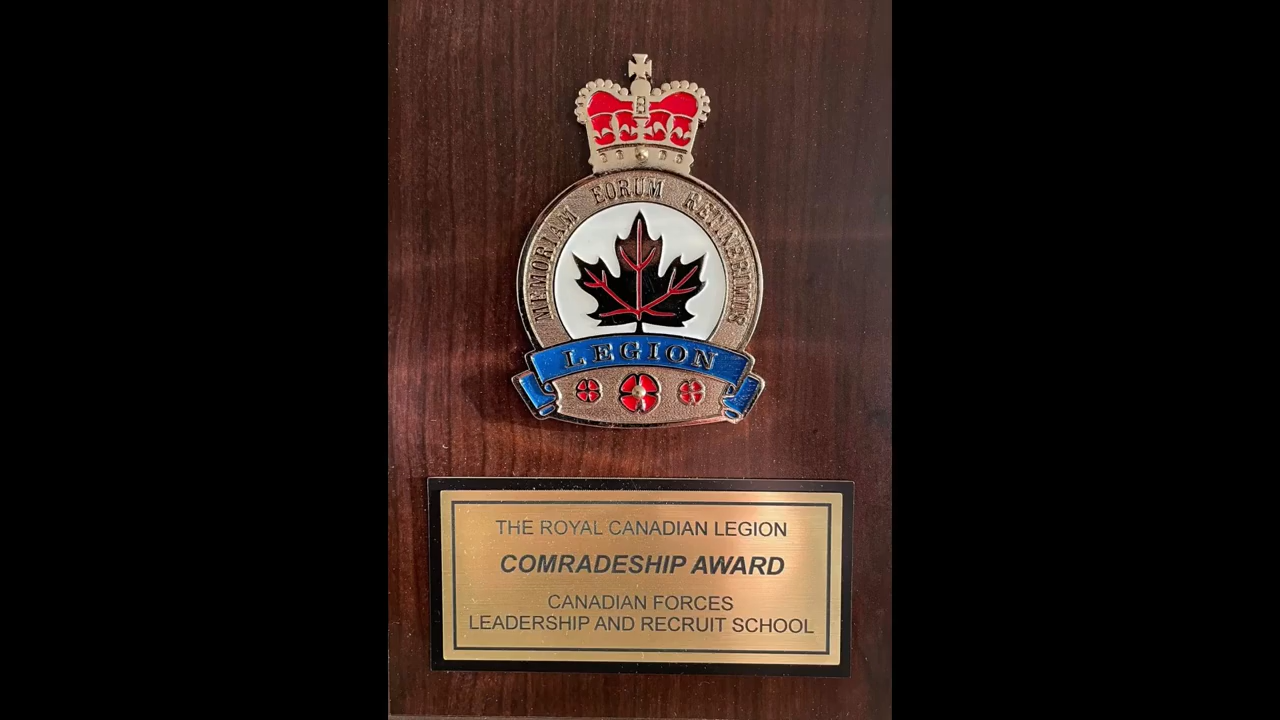 MEMORIAM EORUM RETINEBIMUS
LEGION
THE ROYAL CANADIAN LEGION
COMRADESHIP AWARD
CANADIAN FORCES
LEADERSHIP AND RECRUIT SCHOOL